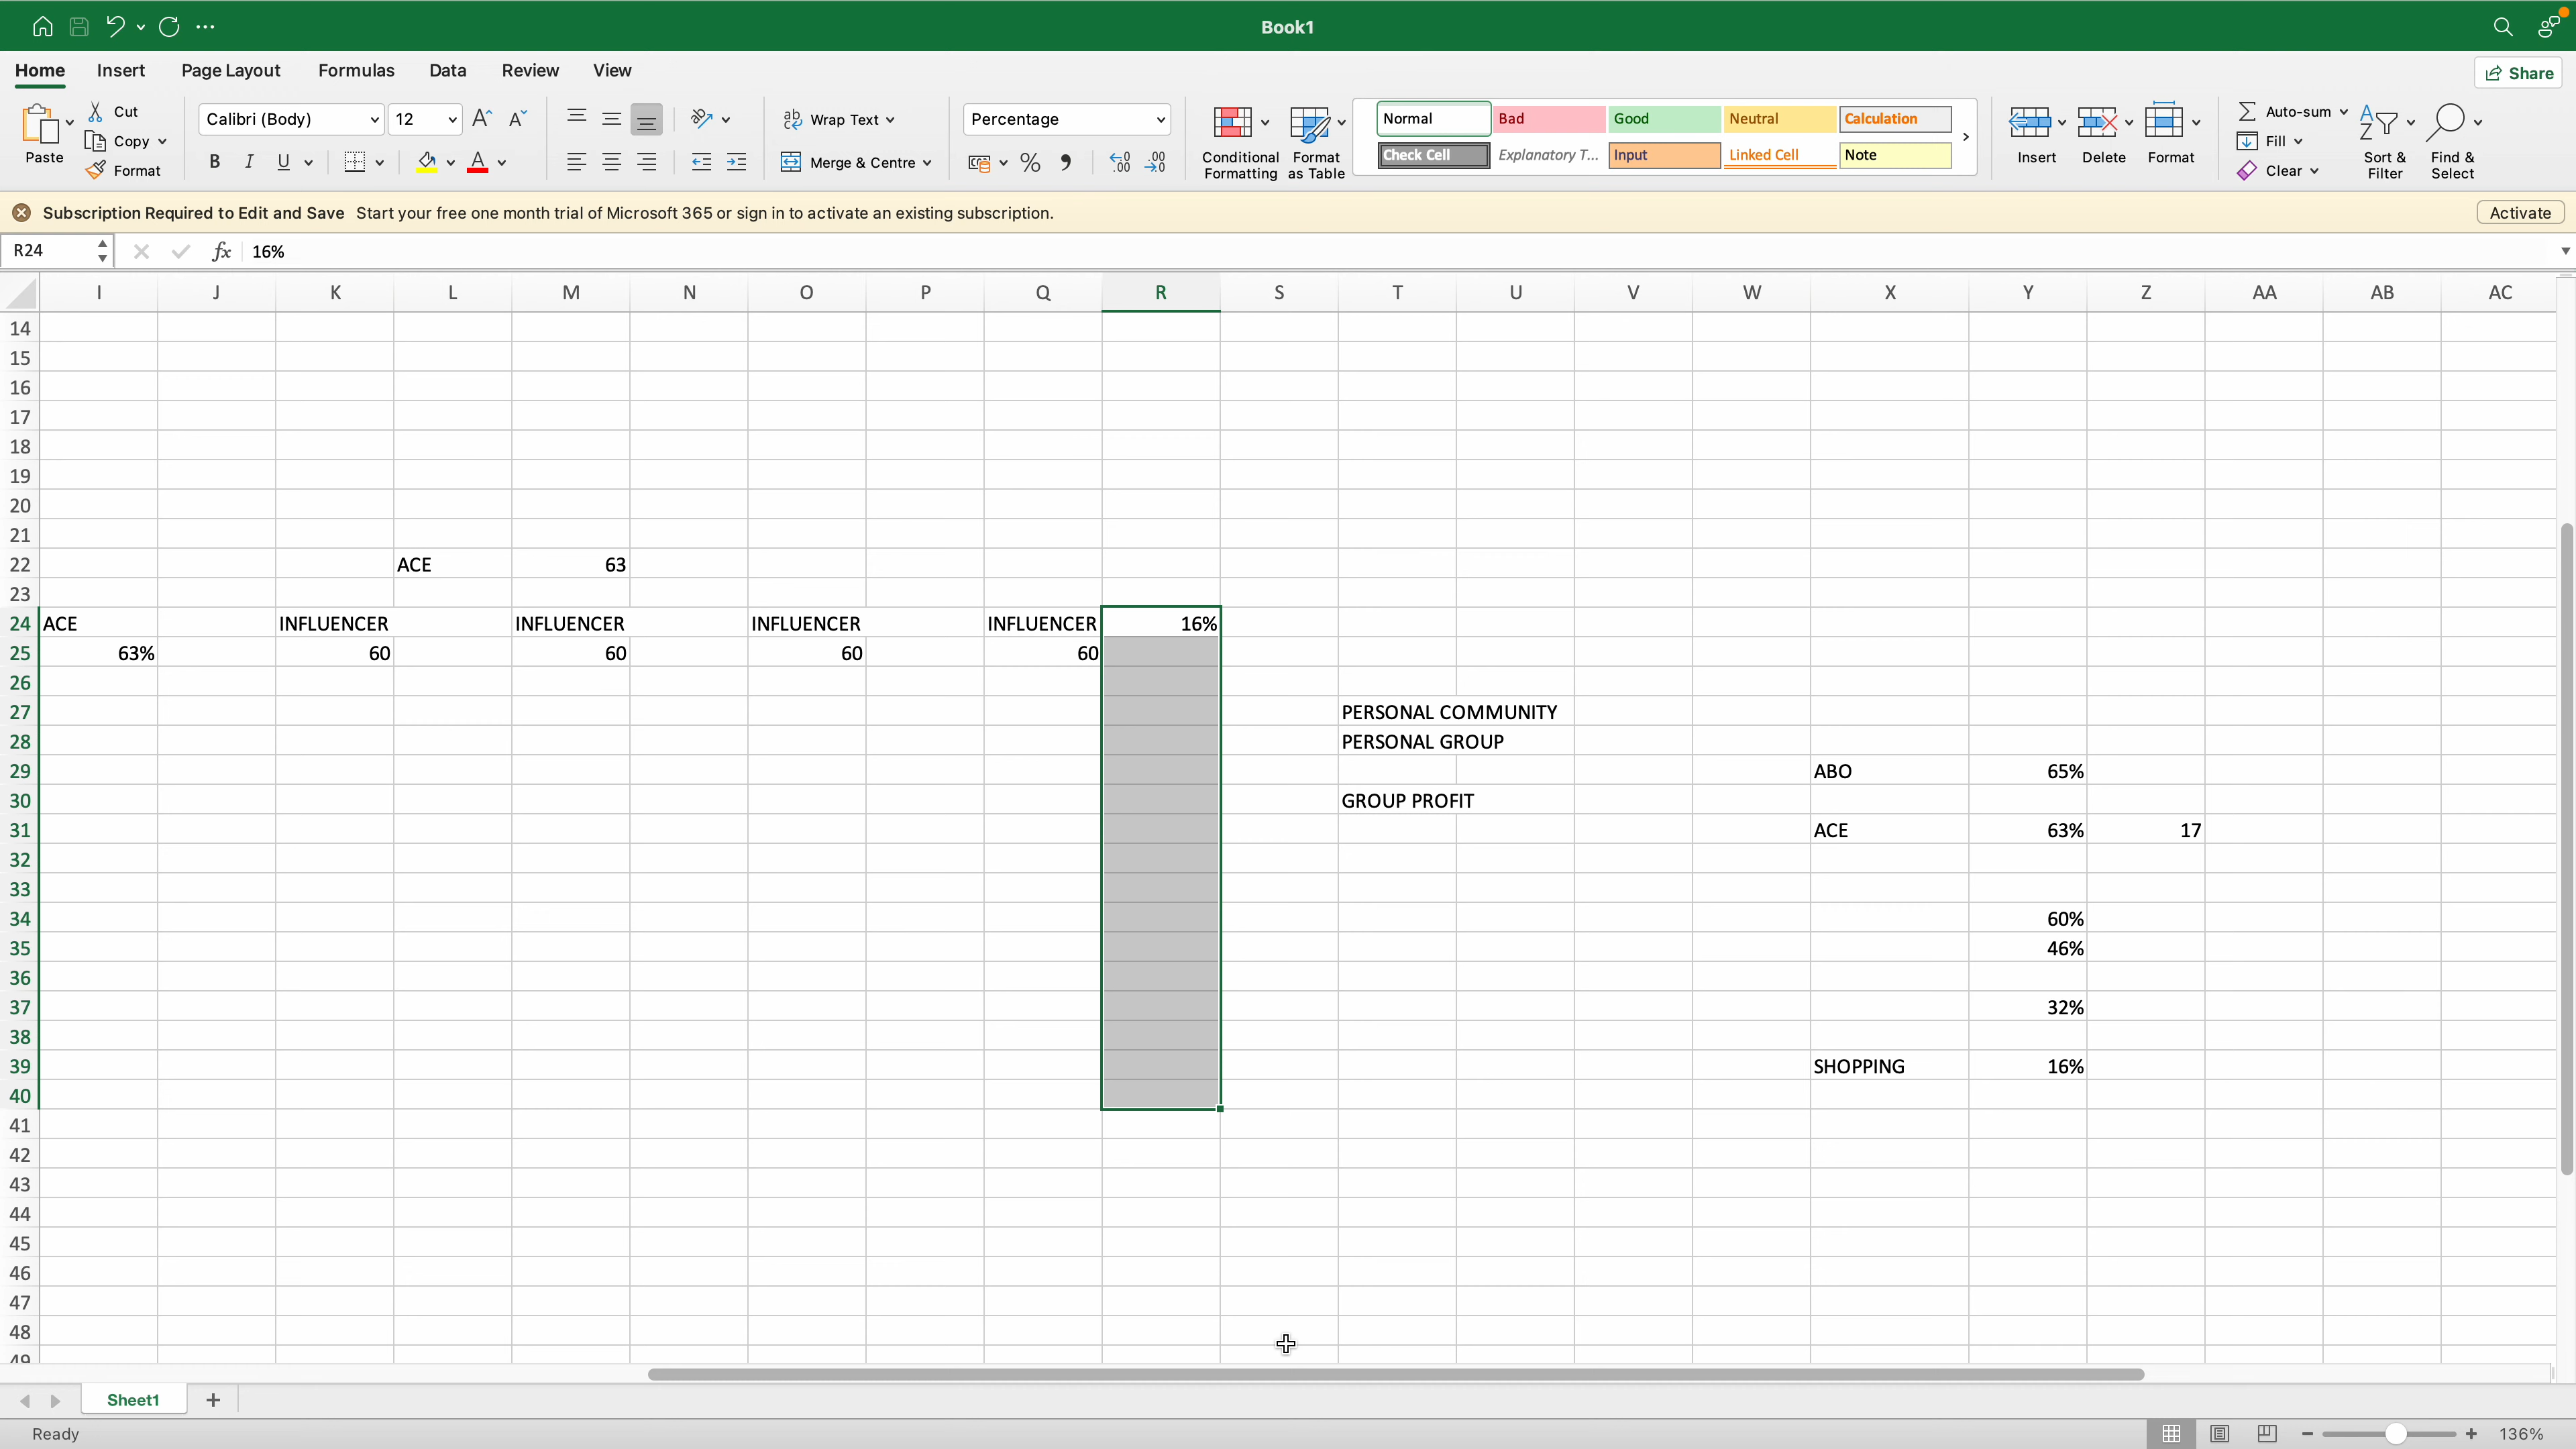 Book1
Home Insert Page Layout Formulas Data Review View Share
Cut
Copy
Format
Paste
Calibri (Body) 12
B I U A
ab Wrap Text
Merge & Centre
Percentage
% .00
Conditional Formatting
Format as Table
Normal Bad Good Neutral Calculation
Check Cell Explanatory T... Input Linked Cell Note
Insert Delete Format
Auto-sum
Fill
Clear
Sort & Filter
Find & Select
Subscription Required to Edit and Save Start your free one month trial of Microsoft 365 or sign in to activate an existing subscription. Activate
R24 fx 16%
I J K L M N O P Q R S T U V W X Y Z AA AB AC
14
15
16
17
18
19
20
21
22 ACE 63
23
24 ACE INFLUENCER INFLUENCER INFLUENCER INFLUENCER 16%
25 63% 60 60 60 60
26
27 PERSONAL COMMUNITY
28 PERSONAL GROUP
29 ABO 65%
30 GROUP PROFIT
31 ACE 63% 17
32
33
34 60%
35 46%
36
37 32%
38
39 SHOPPING 16%
40
41
42
43
44
45
46
47
48
49
Sheet1 +
Ready 136%